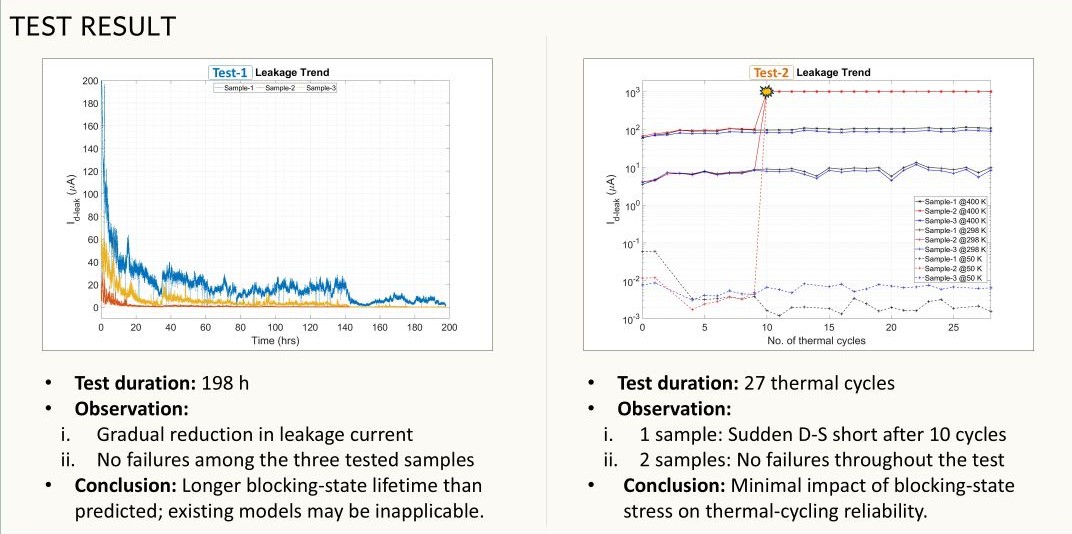 TEST RESULT
Test-1 Leakage Trend
Sample-1 Sample-2 Sample-3
200
180
160
140
120
100
80
60
40
20
0
I_d-leak (μA)
0 20 40 60 80 100 120 140 160 180 200
Time (hrs)
• Test duration: 198 h
• Observation:
i. Gradual reduction in leakage current
ii. No failures among the three tested samples
• Conclusion: Longer blocking-state lifetime than
predicted; existing models may be inapplicable.
Test-2 Leakage Trend
10³
10²
10¹
10⁰
10⁻¹
10⁻²
10⁻³
I_d-leak (μA)
Sample-1 @400 K
Sample-2 @400 K
Sample-3 @400 K
Sample-1 @298 K
Sample-2 @298 K
Sample-3 @298 K
Sample-1 @50 K
Sample-2 @50 K
Sample-3 @50 K
0 5 10 15 20 25
No. of thermal cycles
• Test duration: 27 thermal cycles
• Observation:
i. 1 sample: Sudden D-S short after 10 cycles
ii. 2 samples: No failures throughout the test
• Conclusion: Minimal impact of blocking-state
stress on thermal-cycling reliability.